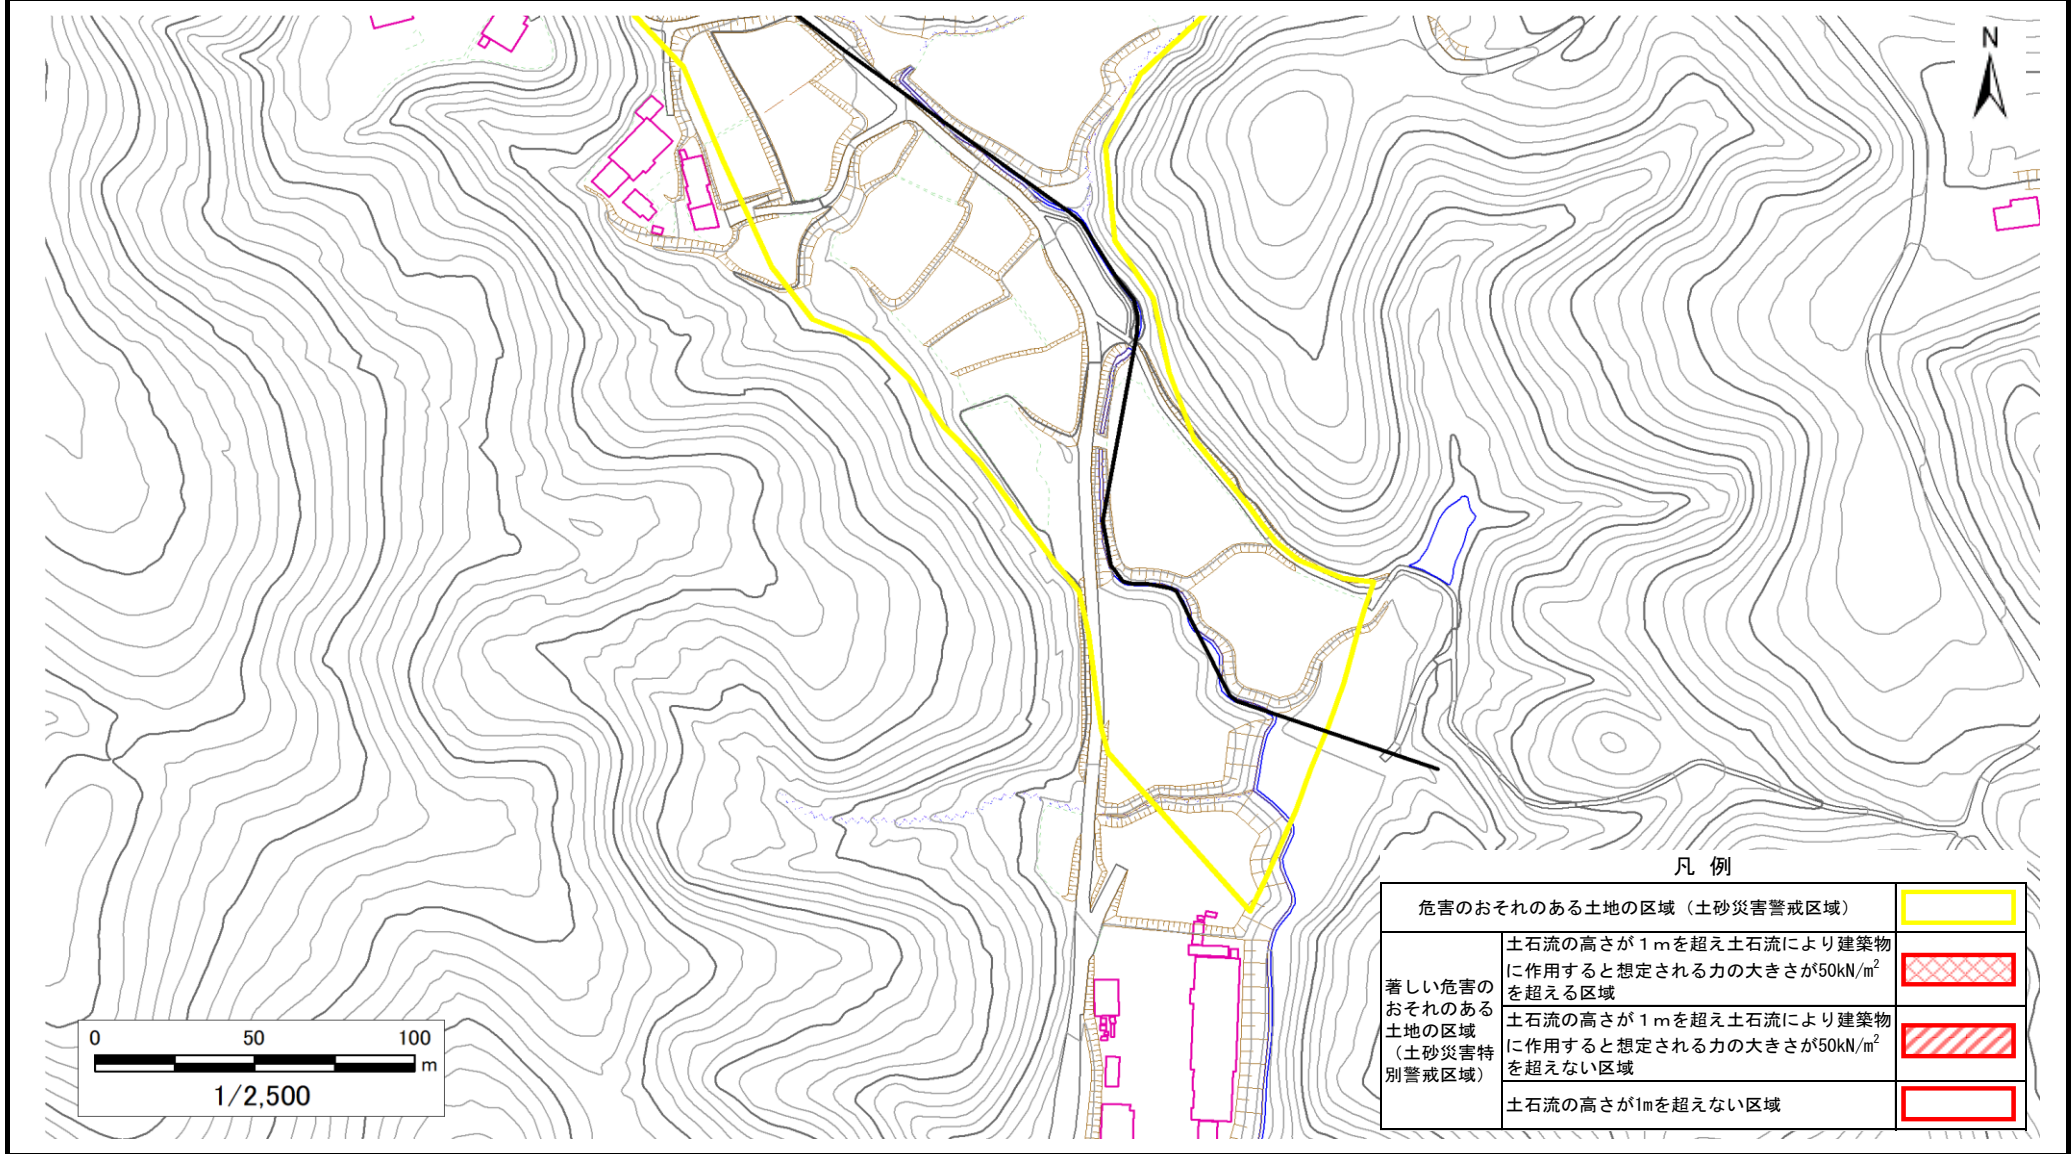 N
凡 例
危害のおそれのある土地の区域（土砂災害警戒区域）
著しい危害の
おそれのある
土地の区域
（土砂災害特
別警戒区域）
土石流の高さが１ｍを超え土石流により建築物
に作用すると想定される力の大きさが50kN/m²
を超える区域
土石流の高さが１ｍを超え土石流により建築物
に作用すると想定される力の大きさが50kN/m²
を超えない区域
土石流の高さが1mを超えない区域
0 50 100
m
1/2,500